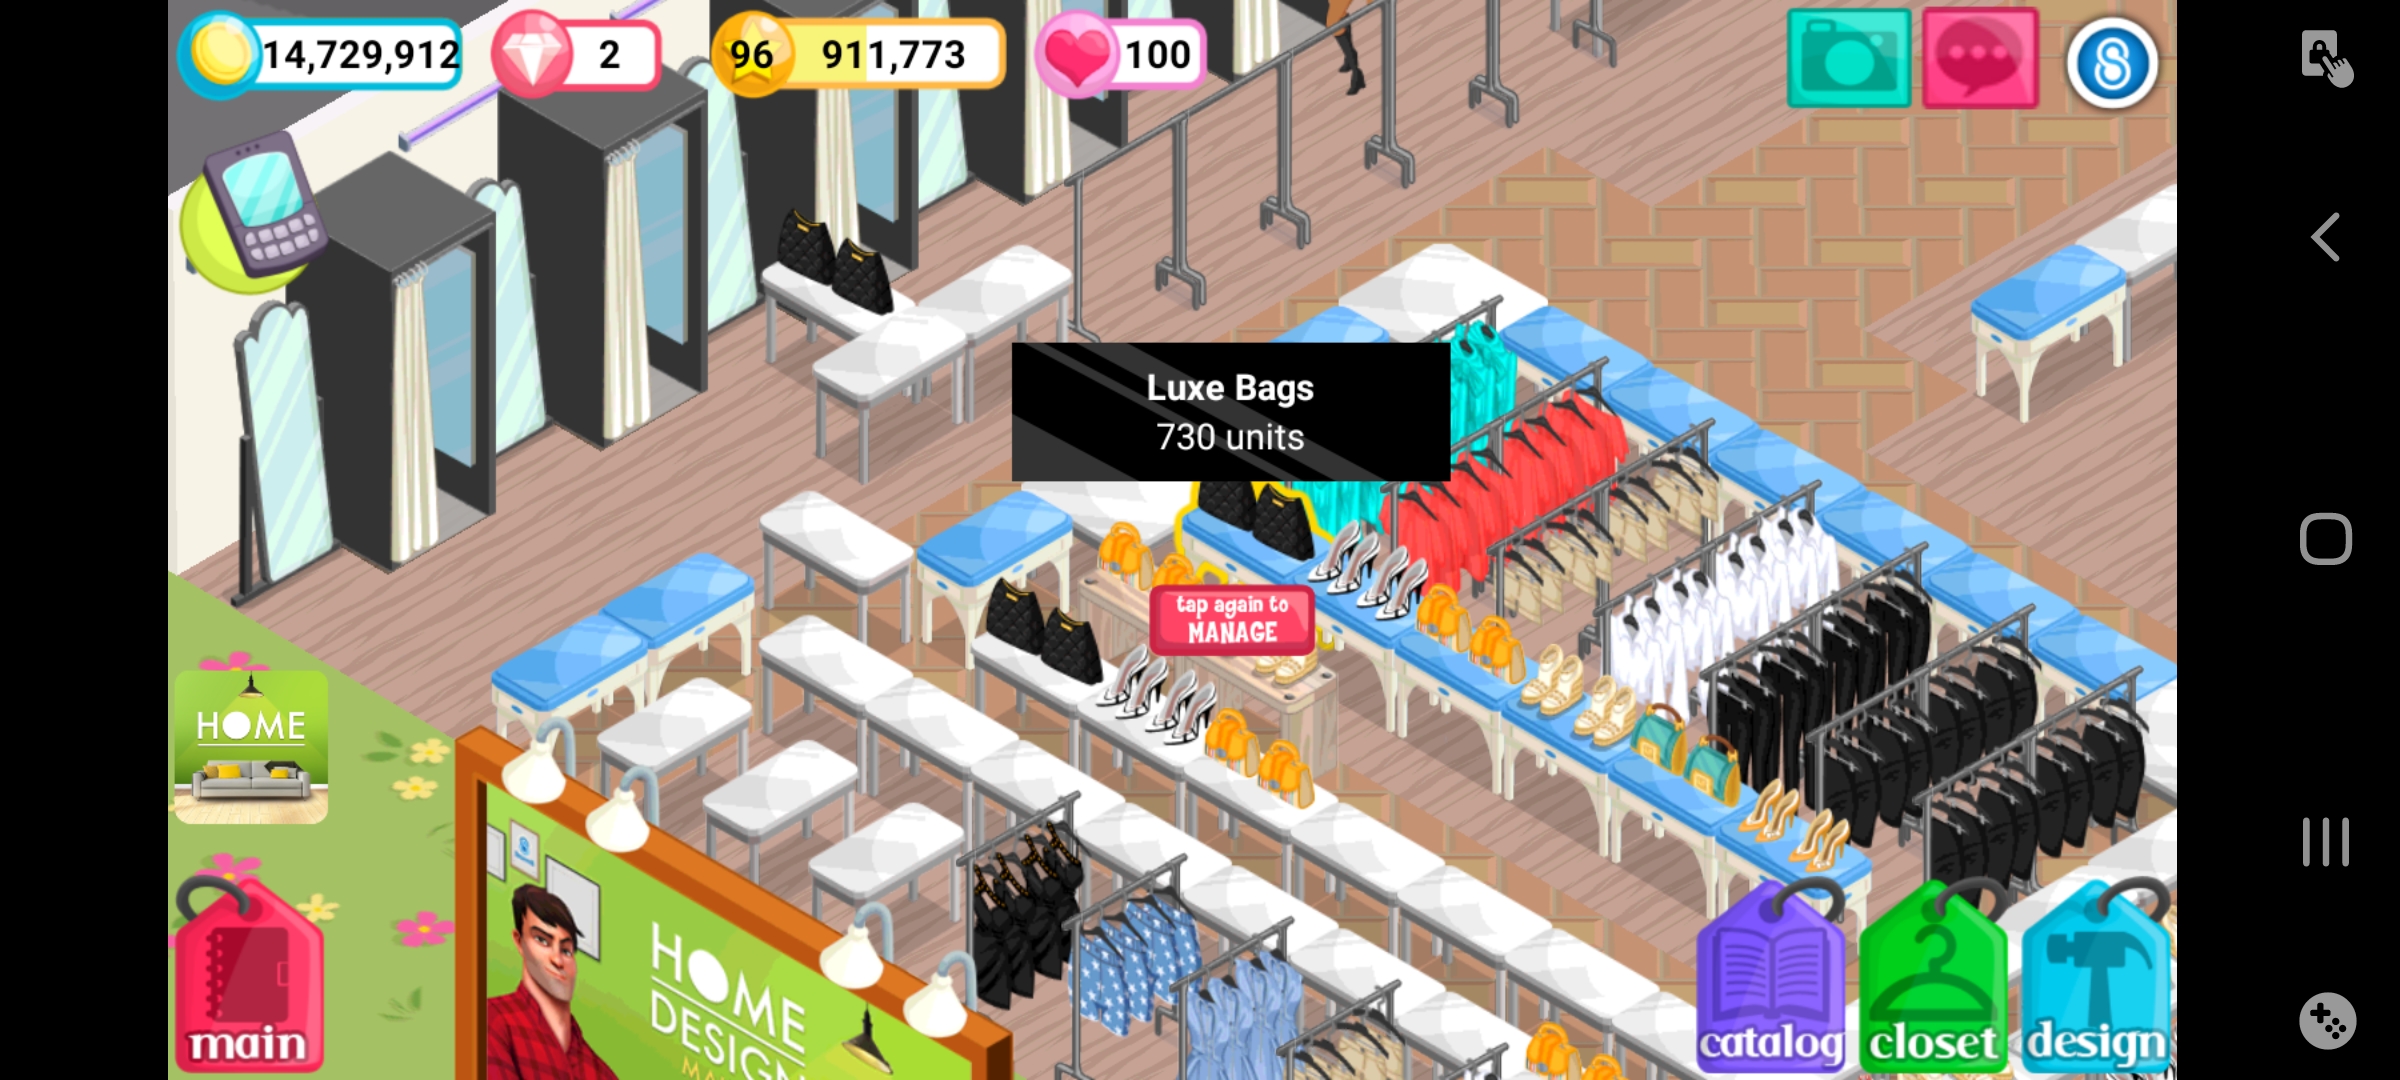 14,729,912
2
96
911,773
100
Luxe Bags
730 units
tap again to
MANAGE
HOME
HOME
DESIGN
main
catalog
closet
design